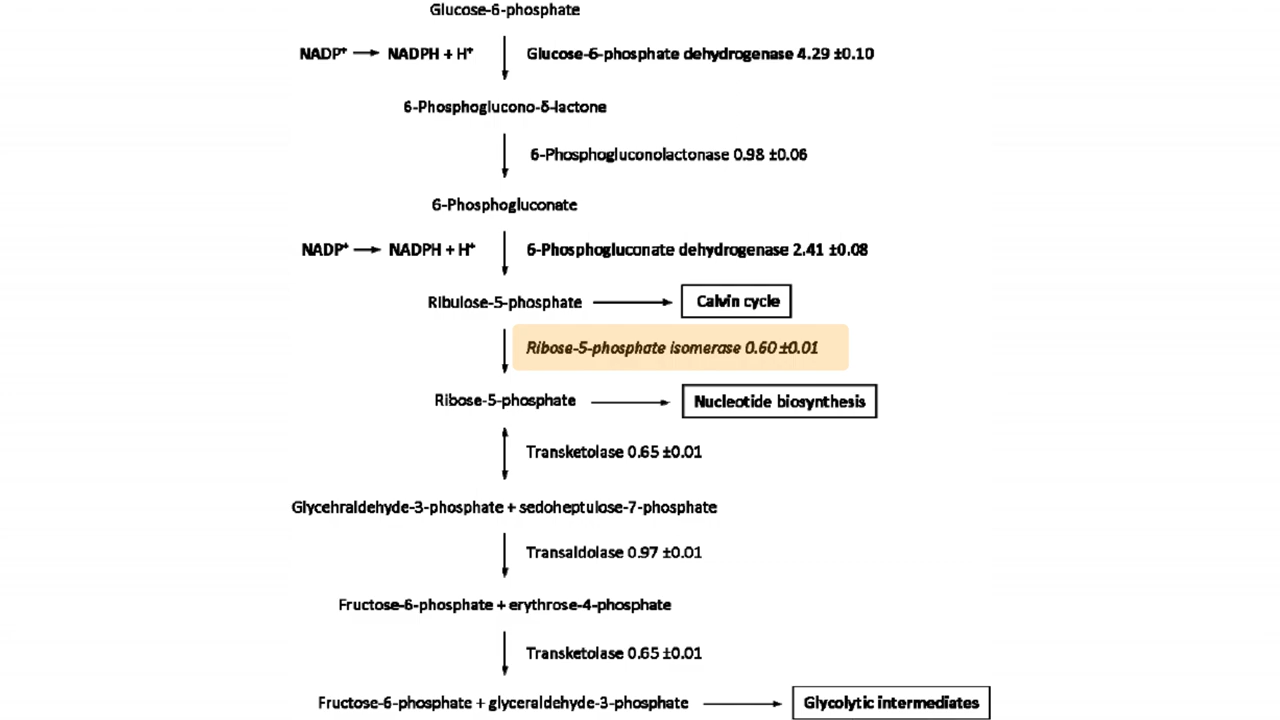 Glucose-6-phosphate
NADP⁺ → NADPH + H⁺ Glucose-6-phosphate dehydrogenase 4.29 ±0.10
6-Phosphoglucono-δ-lactone
6-Phosphogluconolactonase 0.98 ±0.06
6-Phosphogluconate
NADP⁺ → NADPH + H⁺ 6-Phosphogluconate dehydrogenase 2.41 ±0.08
Ribulose-5-phosphate → Calvin cycle
Ribose-5-phosphate isomerase 0.60 ±0.01
Ribose-5-phosphate → Nucleotide biosynthesis
Transketolase 0.65 ±0.01
Glycehraldehyde-3-phosphate + sedoheptulose-7-phosphate
Transaldolase 0.97 ±0.01
Fructose-6-phosphate + erythrose-4-phosphate
Transketolase 0.65 ±0.01
Fructose-6-phosphate + glyceraldehyde-3-phosphate → Glycolytic intermediates